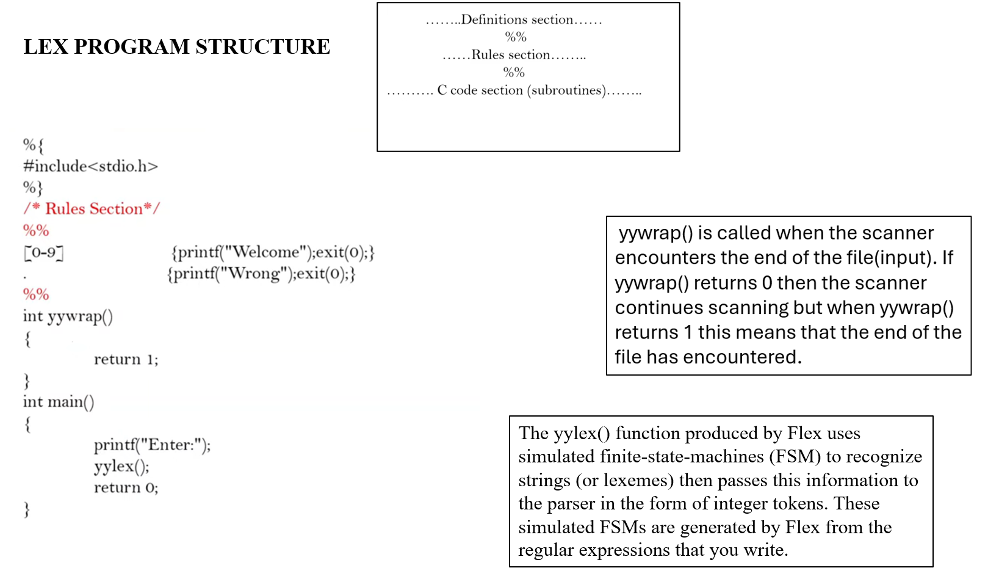 LEX PROGRAM STRUCTURE
……..Definitions section……
%%
……Rules section……..
%%
………. C code section (subroutines)……..
%{
#include<stdio.h>
%}
/* Rules Section*/
%%
[0-9] {printf("Welcome");exit(0);}
. {printf("Wrong");exit(0);}
%%
int yywrap()
{
return 1;
}
int main()
{
printf("Enter:");
yylex();
return 0;
}
yywrap() is called when the scanner
encounters the end of the file(input). If
yywrap() returns 0 then the scanner
continues scanning but when yywrap()
returns 1 this means that the end of the
file has encountered.
The yylex() function produced by Flex uses
simulated finite-state-machines (FSM) to recognize
strings (or lexemes) then passes this information to
the parser in the form of integer tokens. These
simulated FSMs are generated by Flex from the
regular expressions that you write.